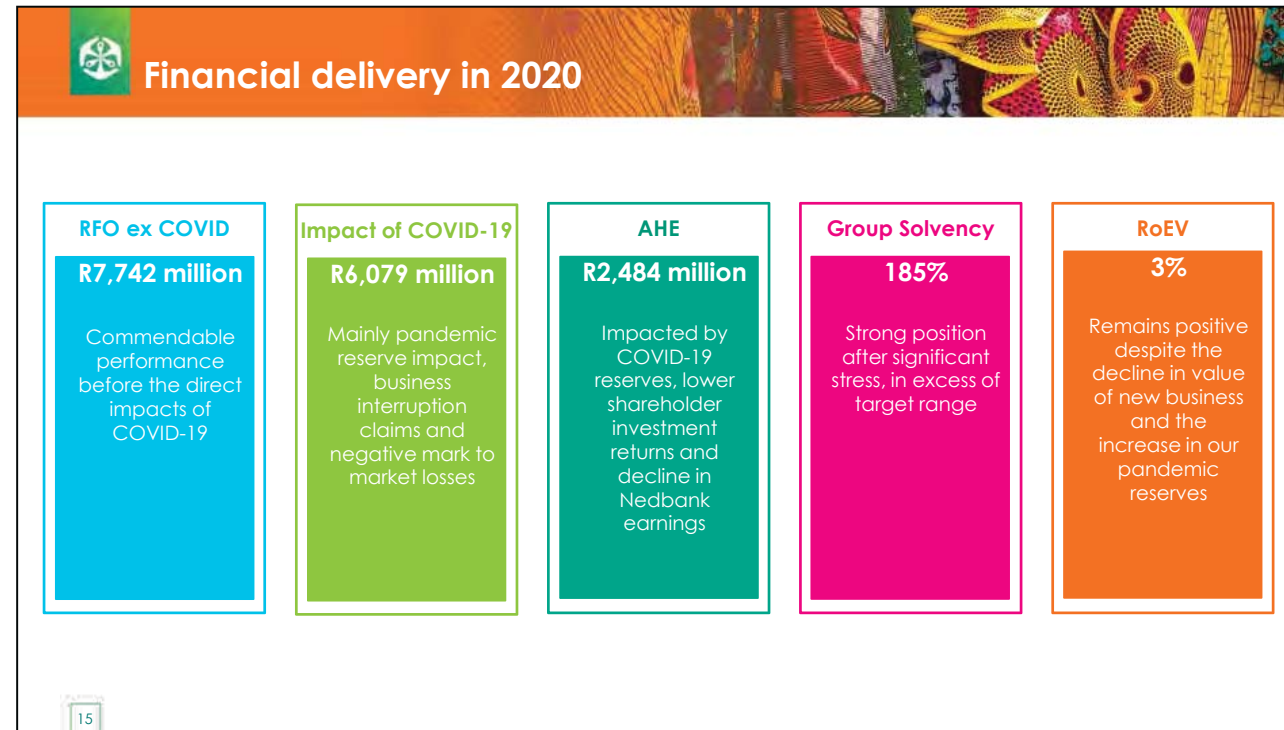 Financial delivery in 2020
RFO ex COVID
R7,742 million
Commendable
performance
before the direct
impacts of
COVID-19
Impact of COVID-19
R6,079 million
Mainly pandemic
reserve impact,
business
interruption
claims and
negative mark to
market losses
AHE
R2,484 million
Impacted by
COVID-19
reserves, lower
shareholder
investment
returns and
decline in
Nedbank
earnings
Group Solvency
185%
Strong position
after significant
stress, in excess of
target range
RoEV
3%
Remains positive
despite the
decline in value
of new business
and the
increase in our
pandemic
reserves
15